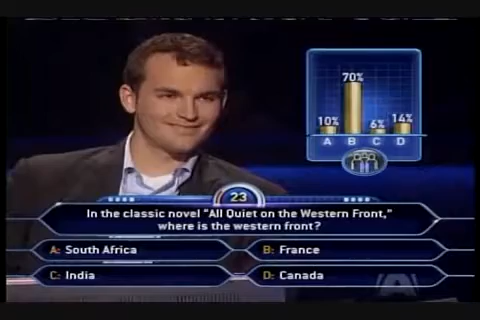 70%
10%
6%
14%
A B C D
23
In the classic novel "All Quiet on the Western Front,"
where is the western front?
A: South Africa
B: France
C: India
D: Canada